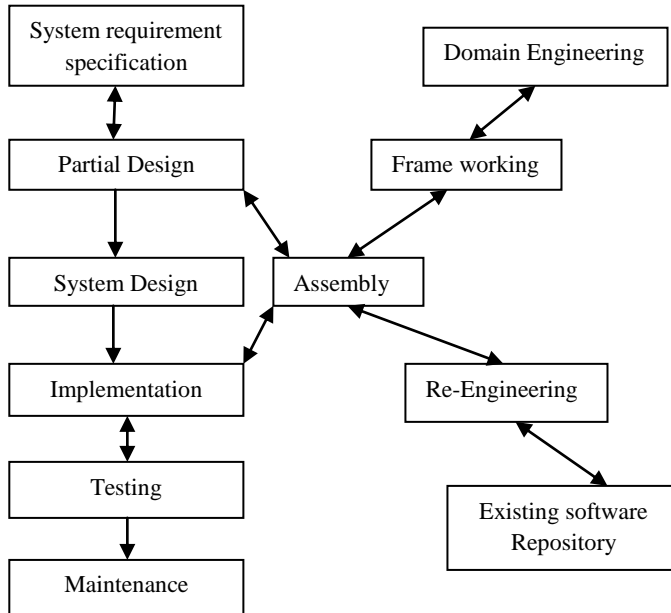 System requirement
specification
Domain Engineering
Partial Design
Frame working
System Design
Assembly
Implementation
Re-Engineering
Testing
Existing software
Repository
Maintenance